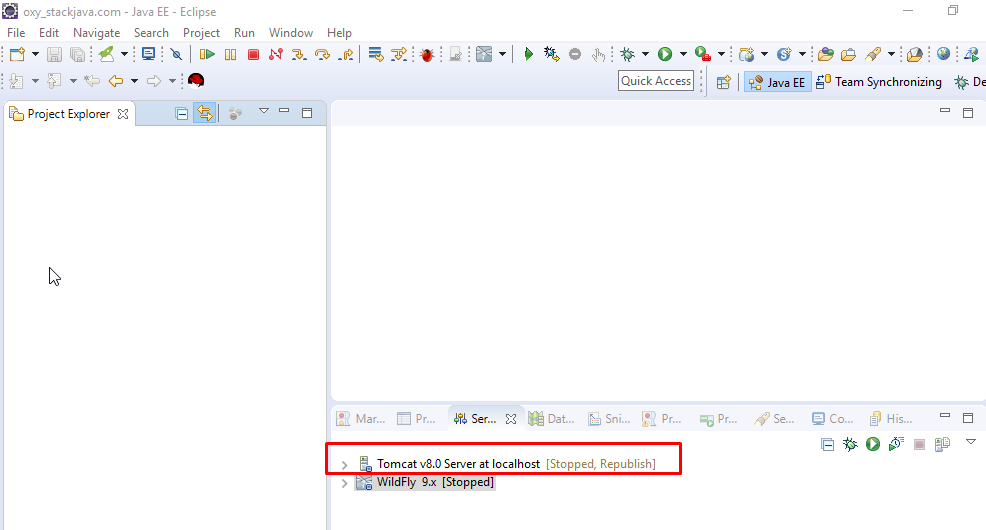 oxy_stackjava.com - Java EE - Eclipse
File Edit Navigate Search Project Run Window Help
Quick Access Java EE Team Synchronizing De
Project Explorer
Mar... Pr... Ser... Dat... Sni... Pr... Pr... Se... Co... His...
Tomcat v8.0 Server at localhost [Stopped, Republish]
WildFly 9.x [Stopped]